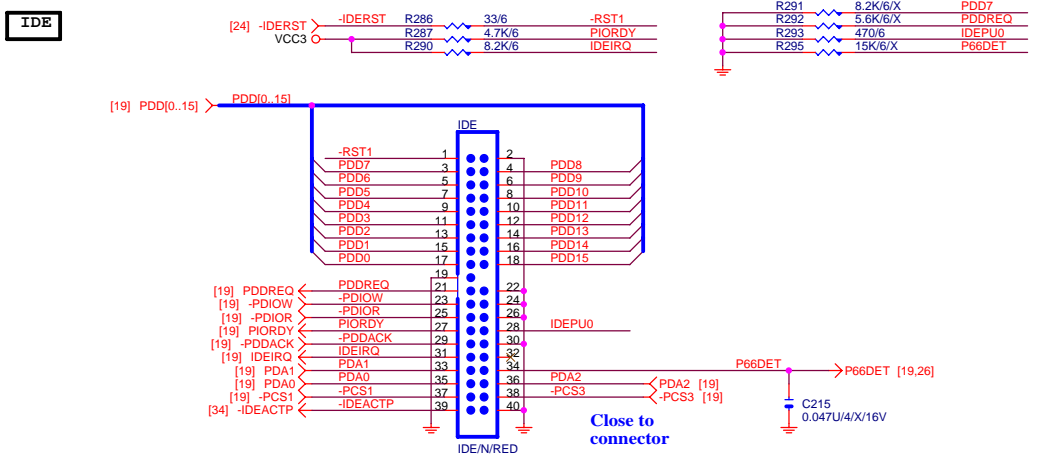 IDE
[24] -IDERST -IDERST R286 33/6 -RST1
VCC3 R287 4.7K/6 PIORDY
R290 8.2K/6 IDEIRQ
R291 8.2K/6/X PDD7
R292 5.6K/6/X PDDREQ
R293 470/6 IDEPU0
R295 15K/6/X P66DET
[19] PDD[0..15] PDD[0..15]
IDE
-RST1 1 2
PDD7 3 4 PDD8
PDD6 5 6 PDD9
PDD5 7 8 PDD10
PDD4 9 10 PDD11
PDD3 11 12 PDD12
PDD2 13 14 PDD13
PDD1 15 16 PDD14
PDD0 17 18 PDD15
19
[19] PDDREQ PDDREQ 21 22
[19] -PDIOW -PDIOW 23 24
[19] -PDIOR -PDIOR 25 26
[19] PIORDY PIORDY 27 28 IDEPU0
[19] -PDDACK -PDDACK 29 30
[19] IDEIRQ IDEIRQ 31 32
[19] PDA1 PDA1 33 34 P66DET P66DET [19,26]
[19] PDA0 PDA0 35 36 PDA2 PDA2 [19]
[19] -PCS1 -PCS1 37 38 -PCS3 -PCS3 [19]
[34] -IDEACTP -IDEACTP 39 40
C215
0.047U/4/X/16V
Close to
connector
IDE/N/RED